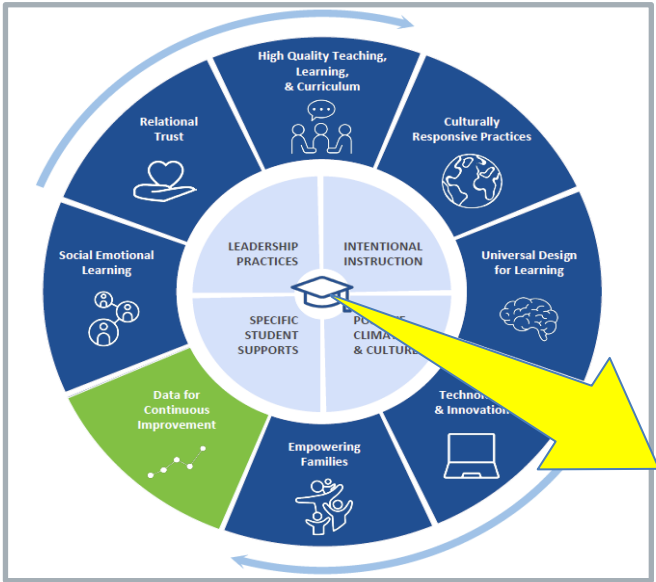 High Quality Teaching,
Learning,
& Curriculum
Relational
Trust
Culturally
Responsive Practices
LEADERSHIP
PRACTICES
INTENTIONAL
INSTRUCTION
Social Emotional
Learning
Universal Design
for Learning
SPECIFIC
STUDENT
SUPPORTS
& CULTURE
Data for
Continuous
Improvement
& Innovation
Empowering
Families